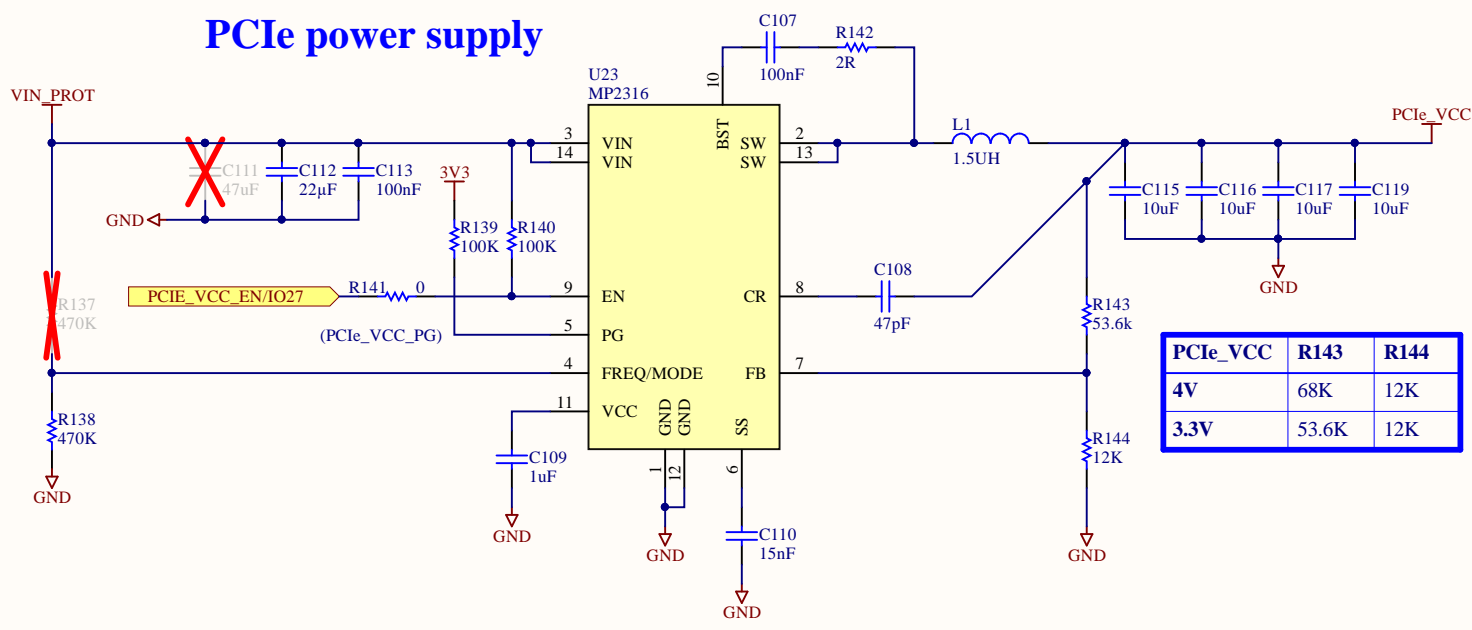 PCIe power supply
VIN_PROT
C111
47uF
C112
22µF
C113
100nF
GND
R137
470K
R138
470K
GND
3V3
R139
100K
R140
100K
PCIE_VCC_EN/IO27
R141
0
(PCIe_VCC_PG)
C109
1uF
GND
U23
MP2316
3
VIN
14
VIN
9
EN
5
PG
4
FREQ/MODE
11
VCC
10
BST
2
SW
13
SW
8
CR
7
FB
1
GND
12
GND
6
SS
GND
C110
15nF
GND
C107
100nF
R142
2R
L1
1.5UH
C108
47pF
R143
53.6k
R144
12K
GND
PCIe_VCC
C115
10uF
C116
10uF
C117
10uF
C119
10uF
GND
PCIe_VCC R143 R144
4V 68K 12K
3.3V 53.6K 12K